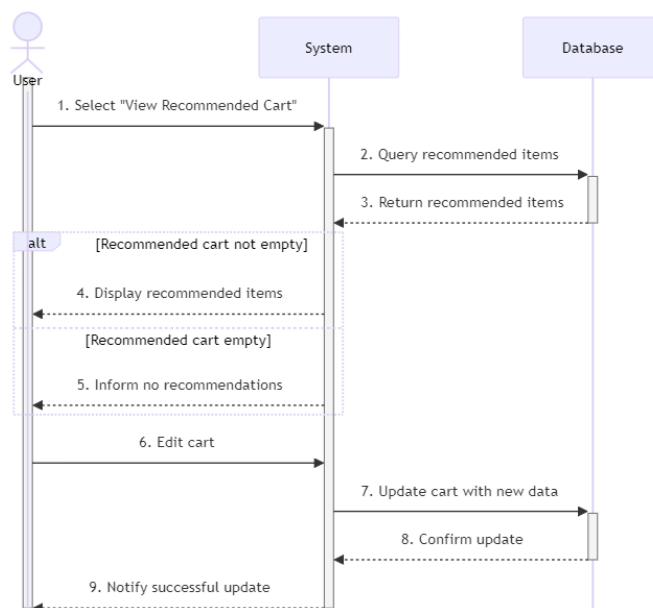 System
Database
User
1. Select "View Recommended Cart"
2. Query recommended items
3. Return recommended items
alt
[Recommended cart not empty]
4. Display recommended items
[Recommended cart empty]
5. Inform no recommendations
6. Edit cart
7. Update cart with new data
8. Confirm update
9. Notify successful update